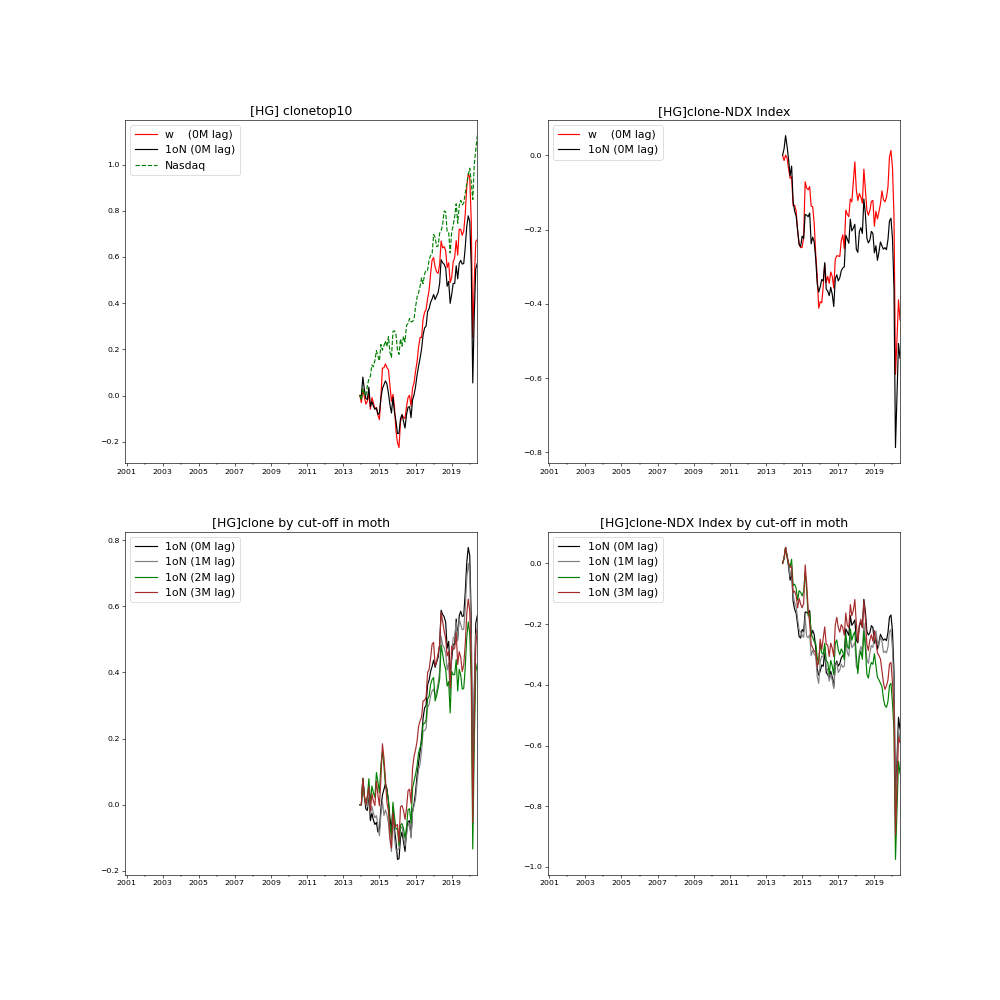 [HG] clonetop10
w    (0M lag)
1oN (0M lag)
Nasdaq
1.0
0.8
0.6
0.4
0.2
0.0
−0.2
2001 2003 2005 2007 2009 2011 2013 2015 2017 2019
[HG]clone-NDX Index
w    (0M lag)
1oN (0M lag)
0.0
−0.2
−0.4
−0.6
−0.8
2001 2003 2005 2007 2009 2011 2013 2015 2017 2019
[HG]clone by cut-off in moth
1oN (0M lag)
1oN (1M lag)
1oN (2M lag)
1oN (3M lag)
0.8
0.6
0.4
0.2
0.0
−0.2
2001 2003 2005 2007 2009 2011 2013 2015 2017 2019
[HG]clone-NDX Index by cut-off in moth
1oN (0M lag)
1oN (1M lag)
1oN (2M lag)
1oN (3M lag)
0.0
−0.2
−0.4
−0.6
−0.8
−1.0
2001 2003 2005 2007 2009 2011 2013 2015 2017 2019